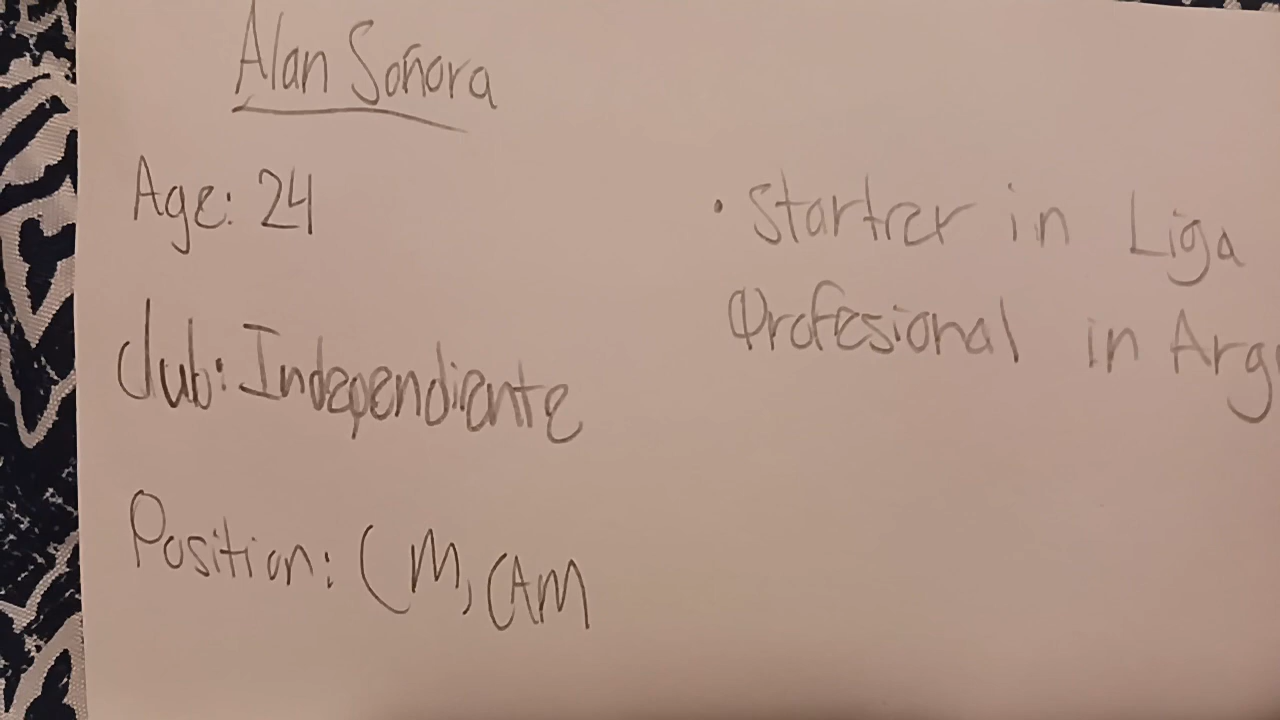 Alan Soñora
Age: 24
Club: Independiente
Position: CM, CAM
• Starter in Liga
Profesional in Arg